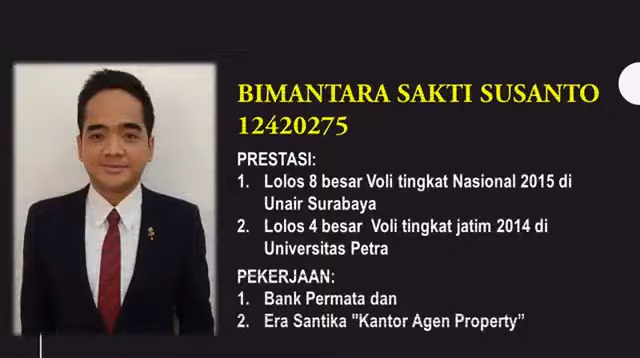 BIMANTARA SAKTI SUSANTO
12420275
PRESTASI:
1. Lolos 8 besar Voli tingkat Nasional 2015 di
Unair Surabaya
2. Lolos 4 besar Voli tingkat jatim 2014 di
Universitas Petra
PEKERJAAN:
1. Bank Permata dan
2. Era Santika "Kantor Agen Property”